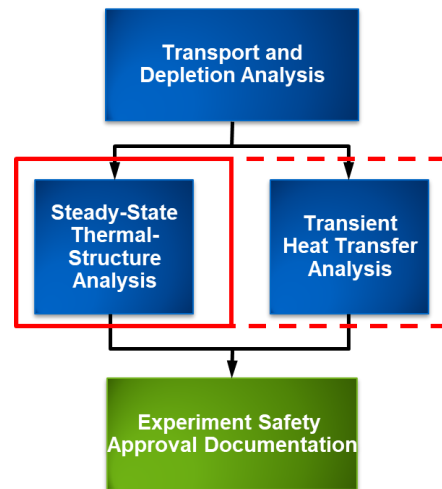 Transport and
Depletion Analysis
Steady-State
Thermal-
Structure
Analysis
Transient
Heat Transfer
Analysis
Experiment Safety
Approval Documentation